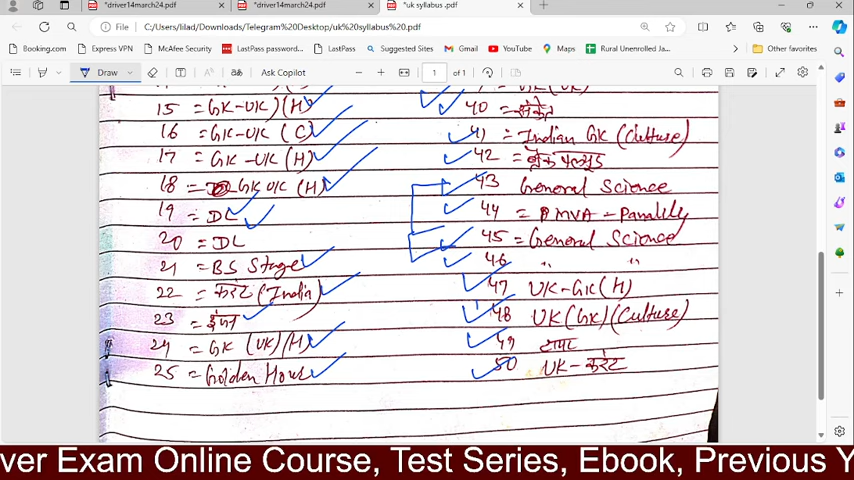 *driver14march24.pdf
*driver14march24.pdf
*uk syllabus .pdf
File
C:/Users/lilad/Downloads/Telegram%20Desktop/uk%20syllabus%20.pdf
Booking.com
Express VPN
McAfee Security
LastPass password...
LastPass
Suggested Sites
Gmail
YouTube
Maps
Rural Unenrolled Ja...
Other favorites
Draw
Ask Copilot
1
of 1
15 = GK-UK)(H)
16 = GK-UK (C)
17 = GK-UK(H)
18 = GK UK (H)
19 = DL
20 = DL
21 = BS Stage
22 = करंट (India)
23 = इंजन
24 = GK (UK)(H)
25 = Golden Hour
40 = संकेत
41 = Indian GK (Culture)
42 =
43 General Science
44 = MVA - Panality
45 = General Science
46 " "
47 UK-GK(H)
48 UK(GK)(Culture)
49
50 UK-करंट
ver Exam Online Course, Test Series, Ebook, Previous Y